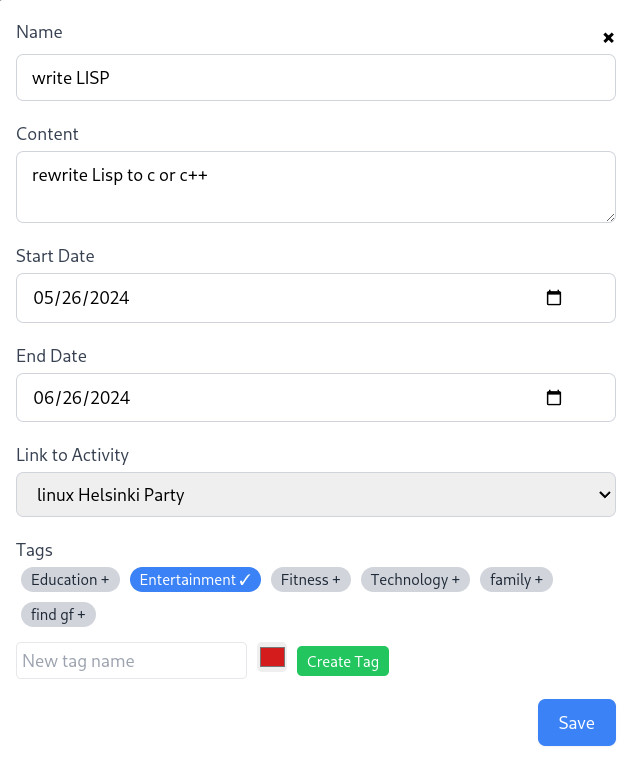 Name
write LISP
Content
rewrite Lisp to c or c++
Start Date
05/26/2024
End Date
06/26/2024
Link to Activity
linux Helsinki Party
Tags
Education + Entertainment ✓ Fitness + Technology + family +
find gf +
New tag name Create Tag
Save